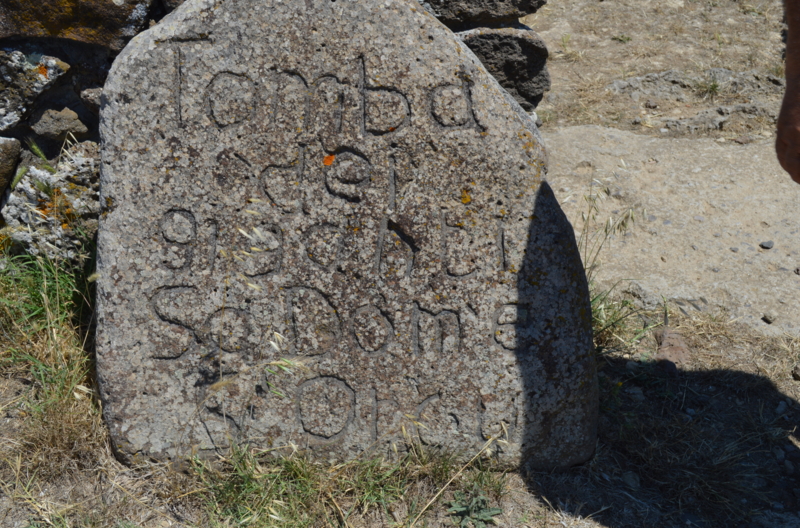 Tomba
dei
giganti
Sa Dom'e
S'Orcu